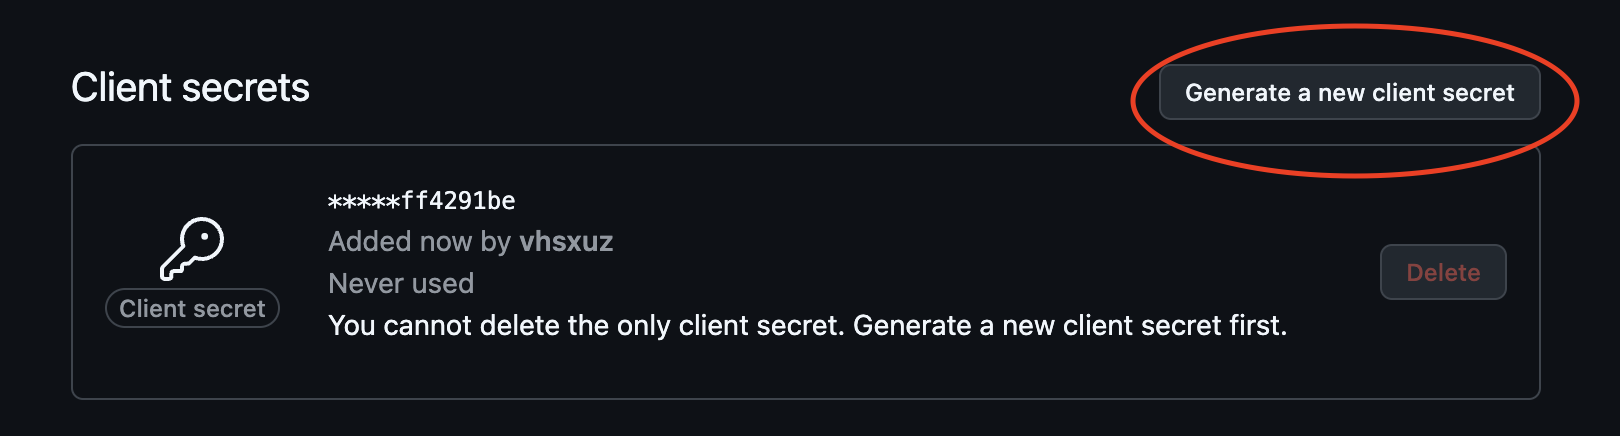 Client secrets
Generate a new client secret
*****ff4291be
Added now by vhsxuz
Never used
Client secret
You cannot delete the only client secret. Generate a new client secret first.
Delete